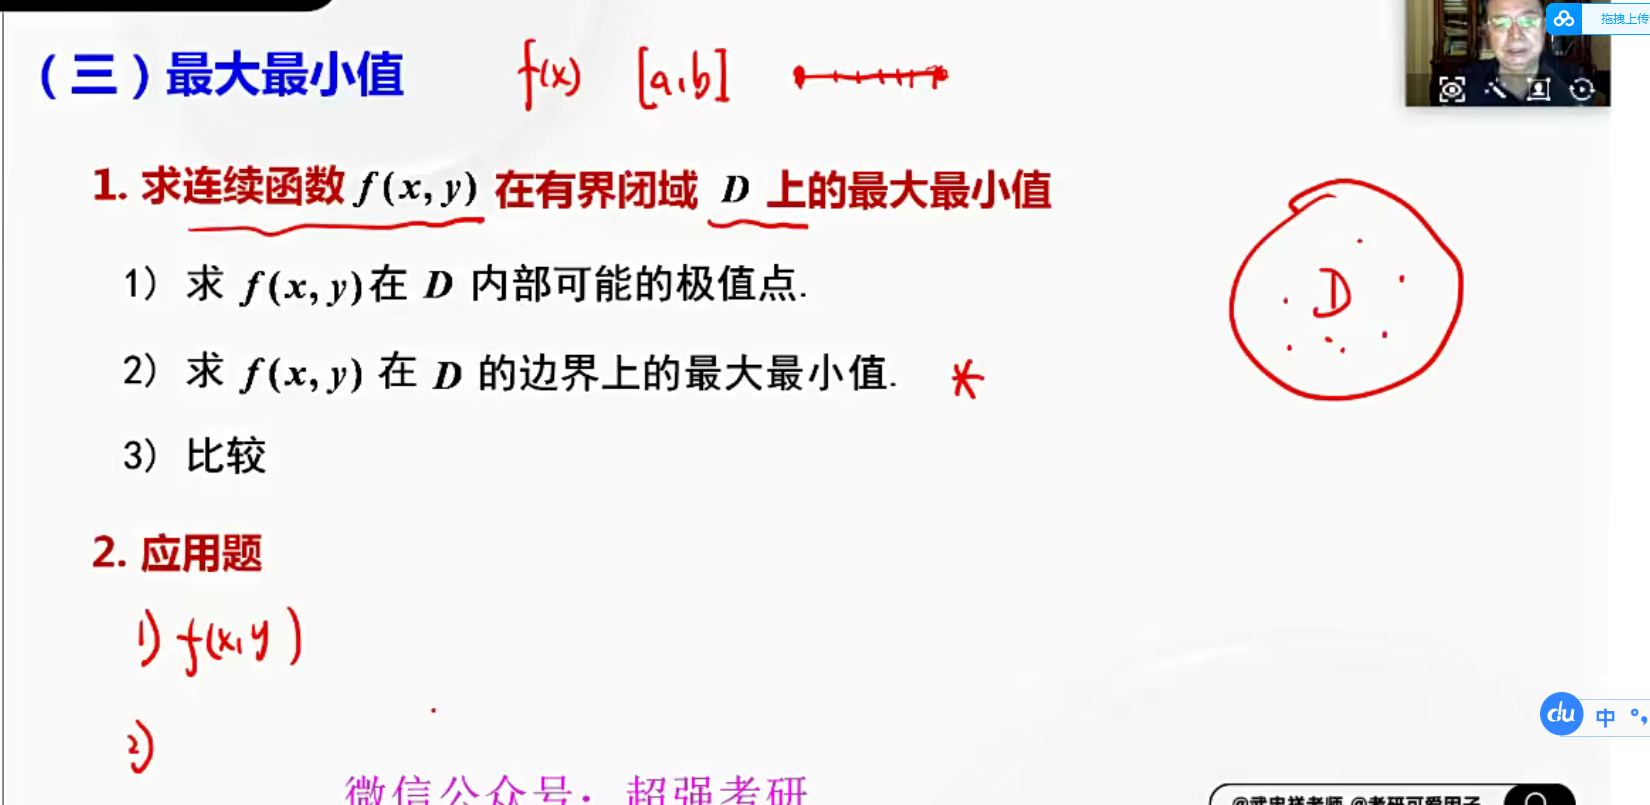 （三）最大最小值 f(x) [a,b]
拖拽上传
1. 求连续函数 f(x, y) 在有界闭域 D 上的最大最小值
1) 求 f(x, y) 在 D 内部可能的极值点.
D
2) 求 f(x, y) 在 D 的边界上的最大最小值. *
3) 比较
2. 应用题
1) f(x,y)
2)
du 中 °,
微信公众号: 超强考研
@武忠祥老师 @考研可爱因子